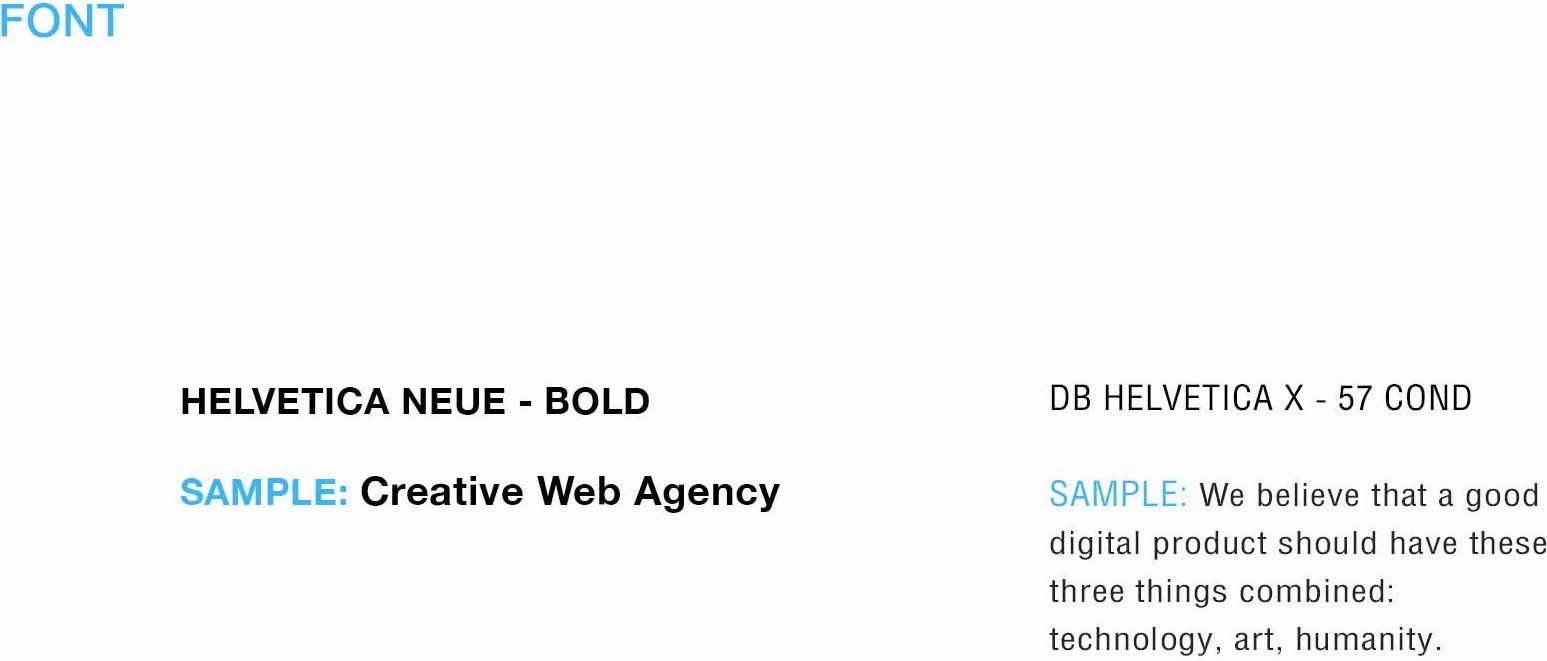 FONT
HELVETICA NEUE - BOLD
SAMPLE: Creative Web Agency
DB HELVETICA X - 57 COND
SAMPLE: We believe that a good
digital product should have these
three things combined:
technology, art, humanity.